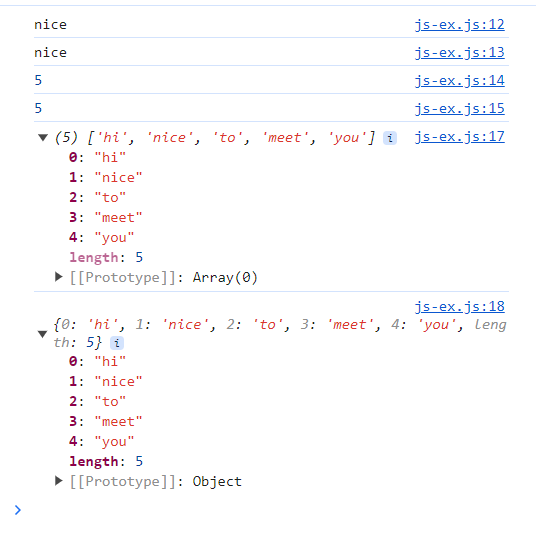 nice js-ex.js:12
nice js-ex.js:13
5 js-ex.js:14
5 js-ex.js:15
▼ (5) ['hi', 'nice', 'to', 'meet', 'you'] i js-ex.js:17
0: "hi"
1: "nice"
2: "to"
3: "meet"
4: "you"
length: 5
▶ [[Prototype]]: Array(0)
js-ex.js:18
▼ {0: 'hi', 1: 'nice', 2: 'to', 3: 'meet', 4: 'you', leng
th: 5} i
0: "hi"
1: "nice"
2: "to"
3: "meet"
4: "you"
length: 5
▶ [[Prototype]]: Object
>